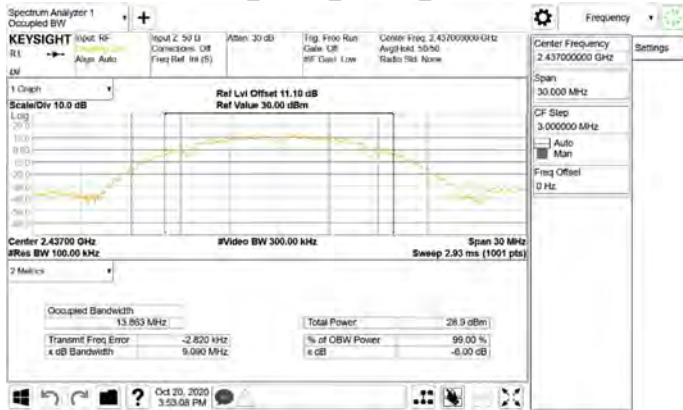 Spectrum Analyzer 1
Occupied BW
Frequency
KEYSIGHT
Input: RF
Input Z: 50 Ω
Atten: 30 dB
Trig: Free Run
Center Freq: 2.437000000 GHz
Settings
R L
Corrections: Off
Gate: Off
Avg|Hold: 50/50
Align: Auto
Freq Ref: Int (S)
#IF Gain: Low
Radio Std: None
Center Frequency
2.437000000 GHz
Span
30.000 MHz
CF Step
3.000000 MHz
Auto
Man
Freq Offset
0 Hz
1 Graph
Scale/Div 10.0 dB
Ref Lvl Offset 11.10 dB
Ref Value 30.00 dBm
Log
Center 2.43700 GHz
#Video BW 300.00 kHz
Span 30 MHz
#Res BW 100.00 kHz
Sweep 2.93 ms (1001 pts)
2 Metrics
Occupied Bandwidth
13.863 MHz
Total Power
28.9 dBm
Transmit Freq Error
-2.820 kHz
% of OBW Power
99.00 %
x dB Bandwidth
9.090 MHz
x dB
-6.00 dB
Oct 20, 2020
3:53:08 PM